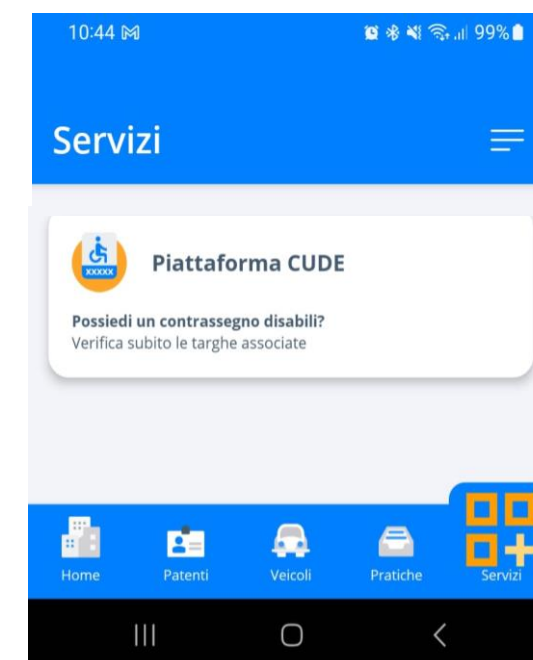 10:44
99%
Servizi
XXXXX
Piattaforma CUDE
Possiedi un contrassegno disabili?
Verifica subito le targhe associate
Home
Patenti
Veicoli
Pratiche
Servizi